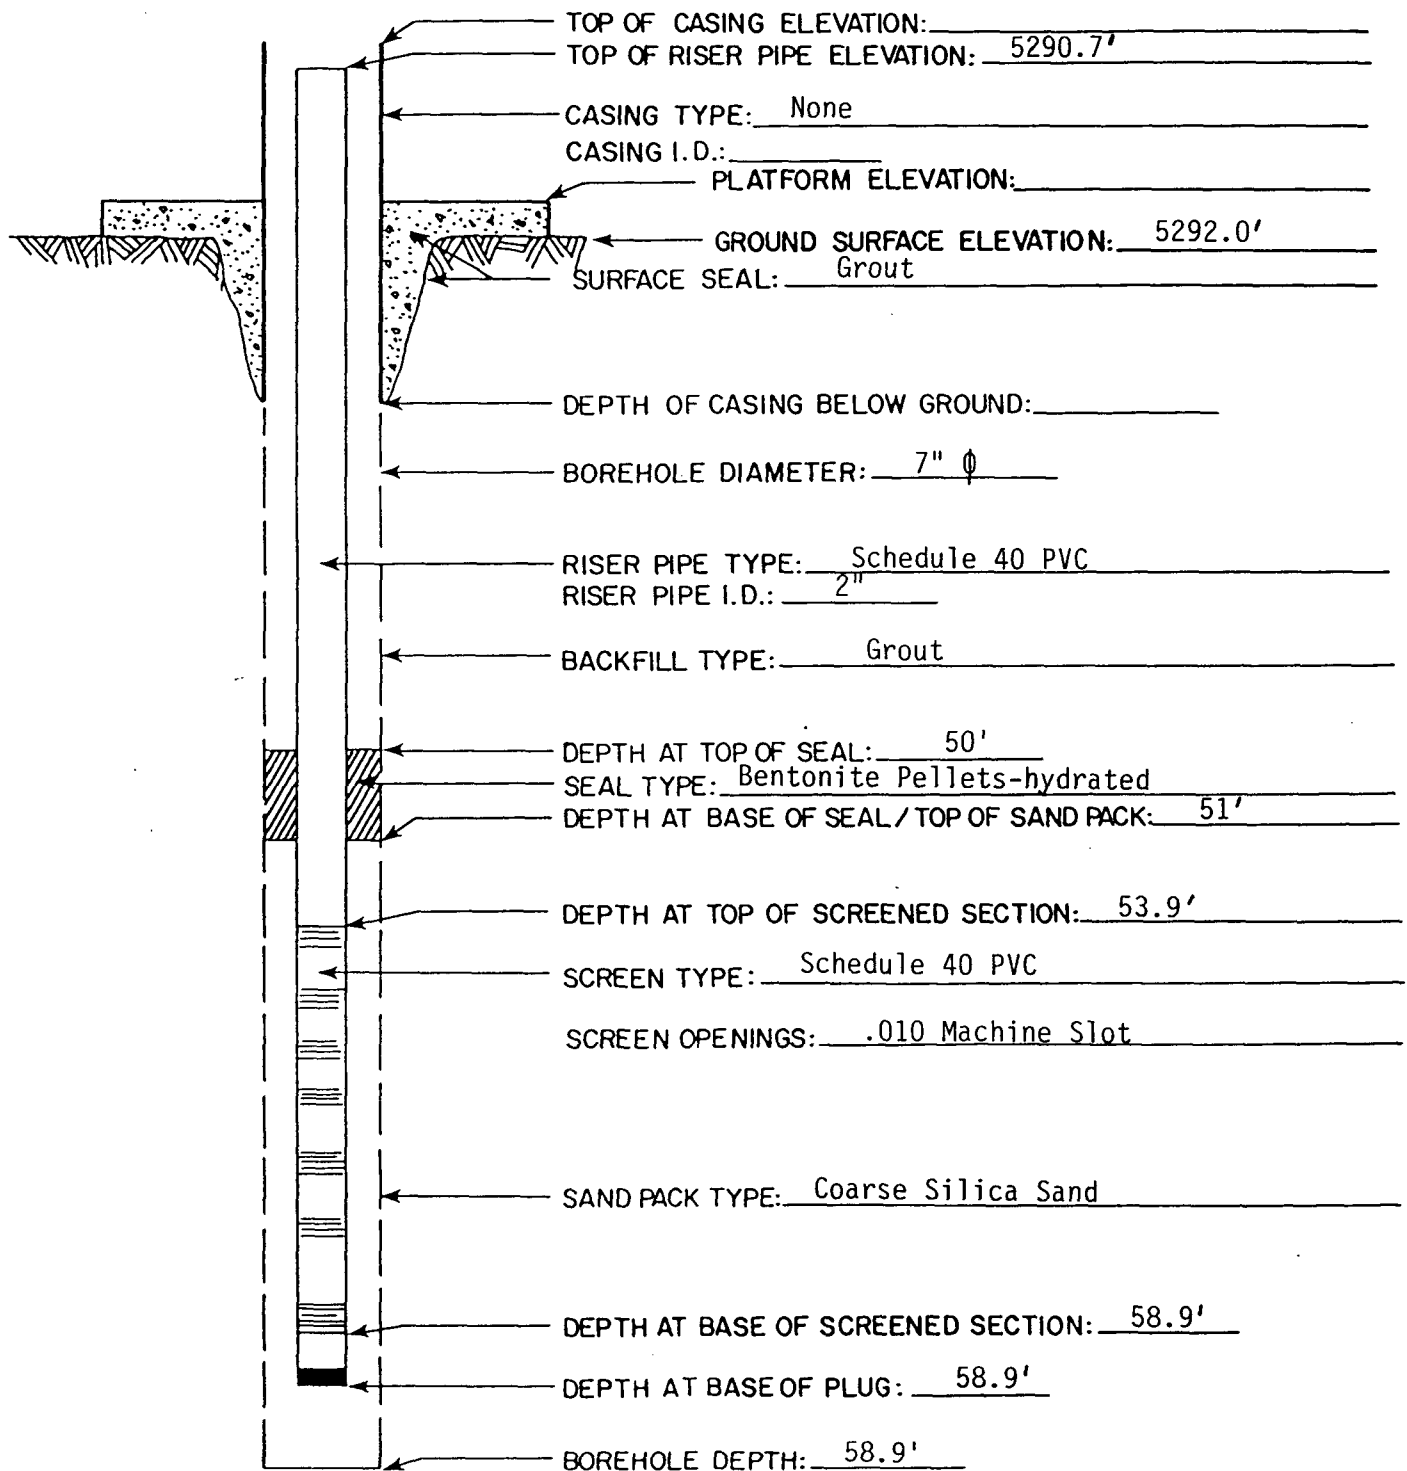 TOP OF CASING ELEVATION:
TOP OF RISER PIPE ELEVATION: 5290.7'
CASING TYPE: None
CASING I.D.:
PLATFORM ELEVATION:
GROUND SURFACE ELEVATION: 5292.0'
SURFACE SEAL: Grout
DEPTH OF CASING BELOW GROUND:
BOREHOLE DIAMETER: 7" ϕ
RISER PIPE TYPE: Schedule 40 PVC
RISER PIPE I.D.: 2"
BACKFILL TYPE: Grout
DEPTH AT TOP OF SEAL: 50'
SEAL TYPE: Bentonite Pellets-hydrated
DEPTH AT BASE OF SEAL/TOP OF SAND PACK: 51'
DEPTH AT TOP OF SCREENED SECTION: 53.9'
SCREEN TYPE: Schedule 40 PVC
SCREEN OPENINGS: .010 Machine Slot
SAND PACK TYPE: Coarse Silica Sand
DEPTH AT BASE OF SCREENED SECTION: 58.9'
DEPTH AT BASE OF PLUG: 58.9'
BOREHOLE DEPTH: 58.9'